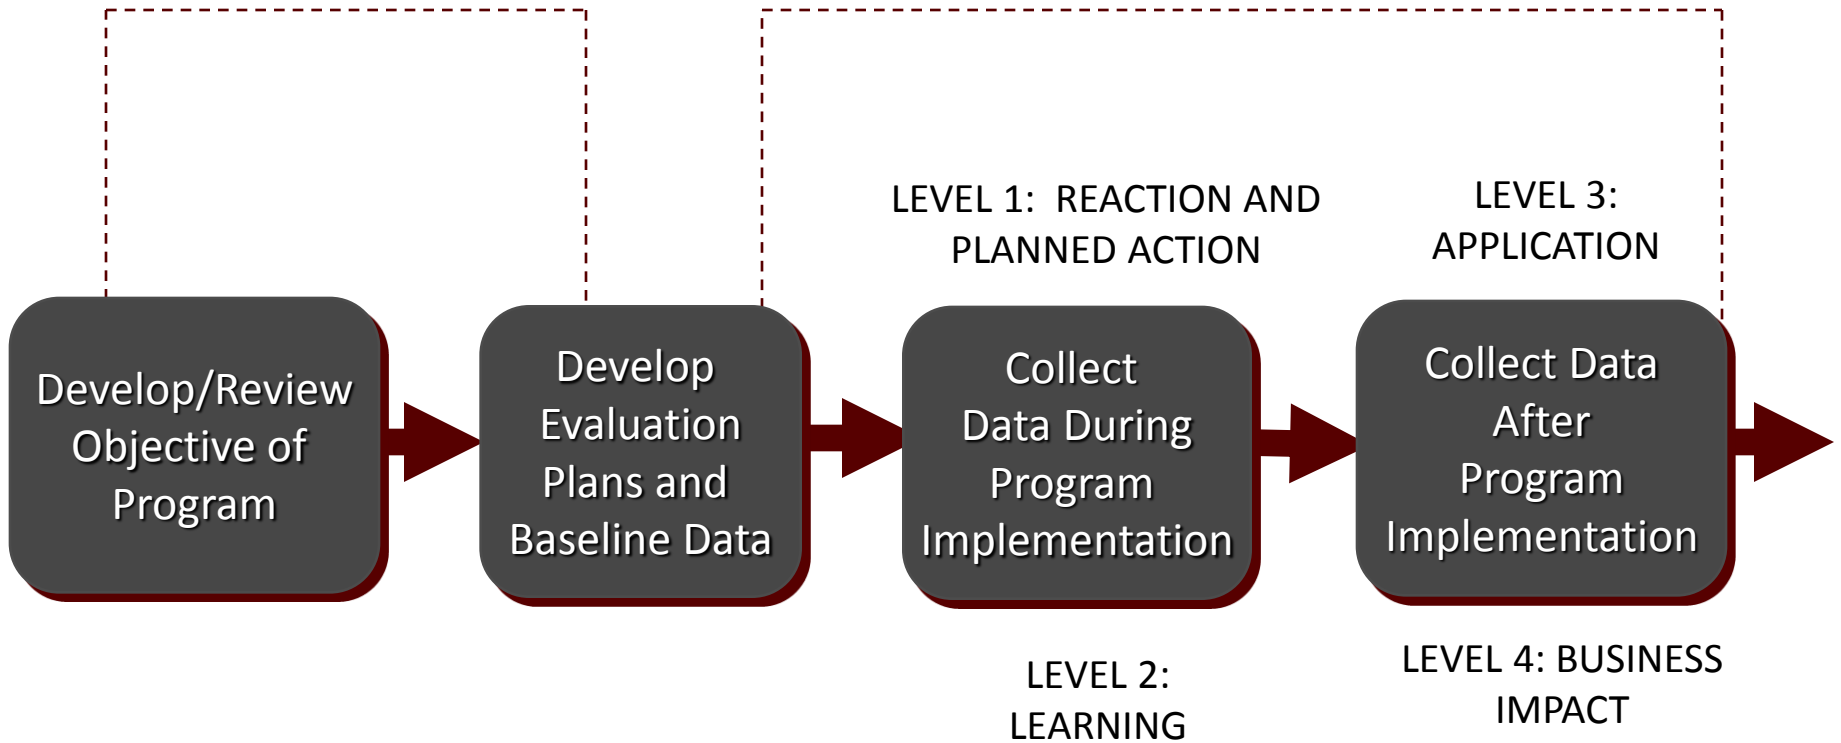 Develop/Review
Objective of
Program
Develop
Evaluation
Plans and
Baseline Data
LEVEL 1:  REACTION AND
PLANNED ACTION
Collect
Data During
Program
Implementation
LEVEL 2:
LEARNING
LEVEL 3:
APPLICATION
Collect Data
After
Program
Implementation
LEVEL 4: BUSINESS
IMPACT